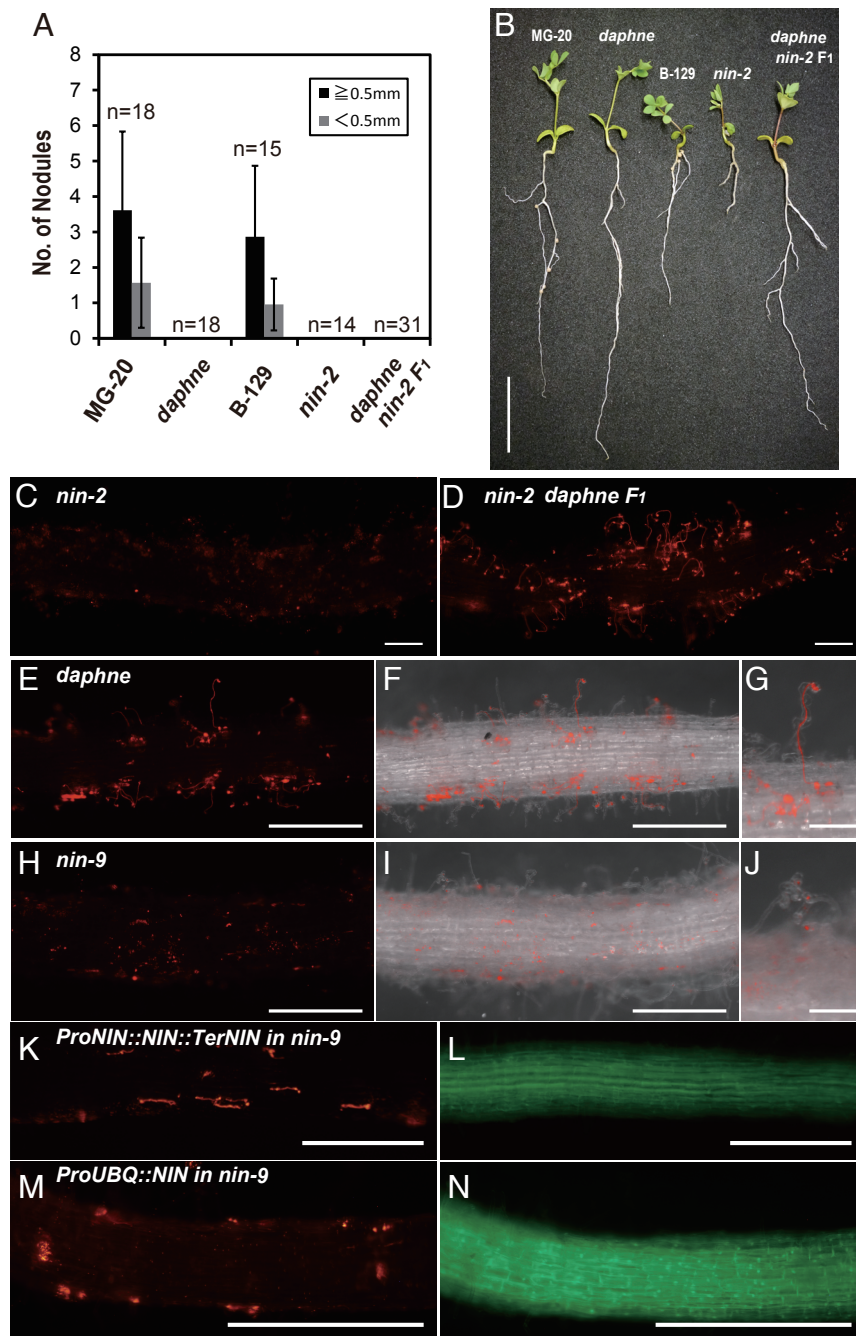 A
B
8
7
6
5
4
3
2
1
0
No. of Nodules
≧0.5mm
<0.5mm
n=18
n=18
n=15
n=14
n=31
MG-20
daphne
B-129
nin-2
daphne
nin-2 F1
MG-20
daphne
B-129
nin-2
daphne
nin-2 F1
C nin-2
D nin-2 daphne F1
E daphne
F
G
H nin-9
I
J
K ProNIN::NIN::TerNIN in nin-9
L
M ProUBQ::NIN in nin-9
N